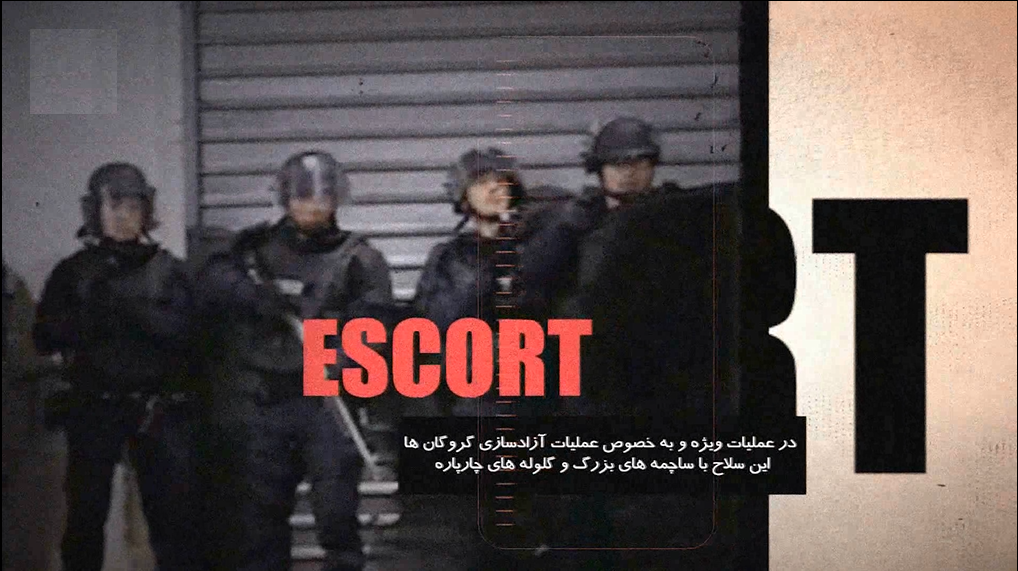 ESCORT
RT
در عملیات ویژه و به خصوص عملیات آزادسازی گروگان ها
این سلاح با ساچمه های بزرگ و گلوله های چارپاره